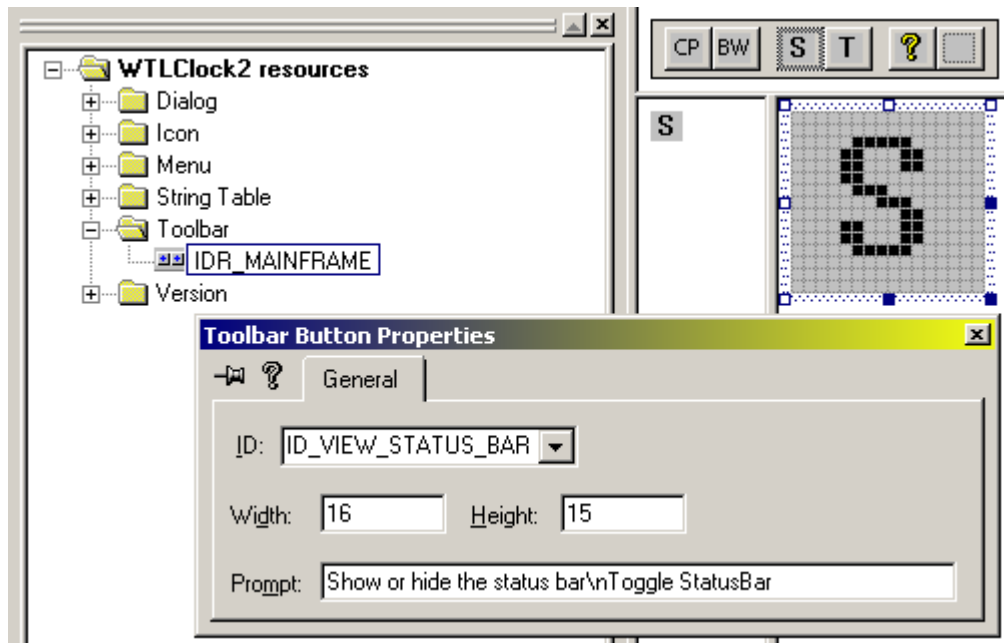 WTLClock2 resources
Dialog
Icon
Menu
String Table
Toolbar
IDR_MAINFRAME
Version
CP BW S T ?
S
S
Toolbar Button Properties
? General
ID: ID_VIEW_STATUS_BAR
Width: 16 Height: 15
Prompt: Show or hide the status bar\nToggle StatusBar